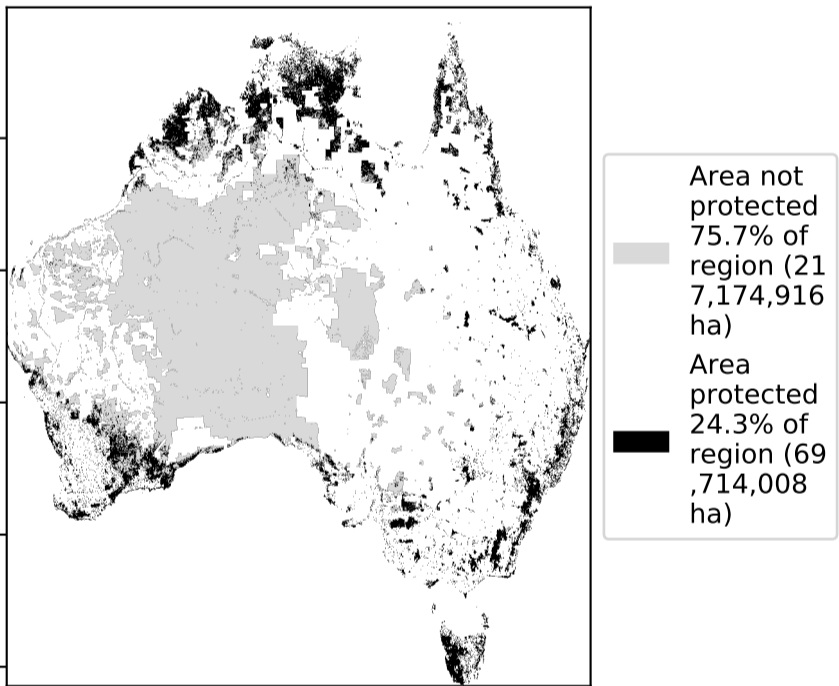 Area not
protected
75.7% of
region (21
7,174,916
ha)
Area
protected
24.3% of
region (69
,714,008
ha)